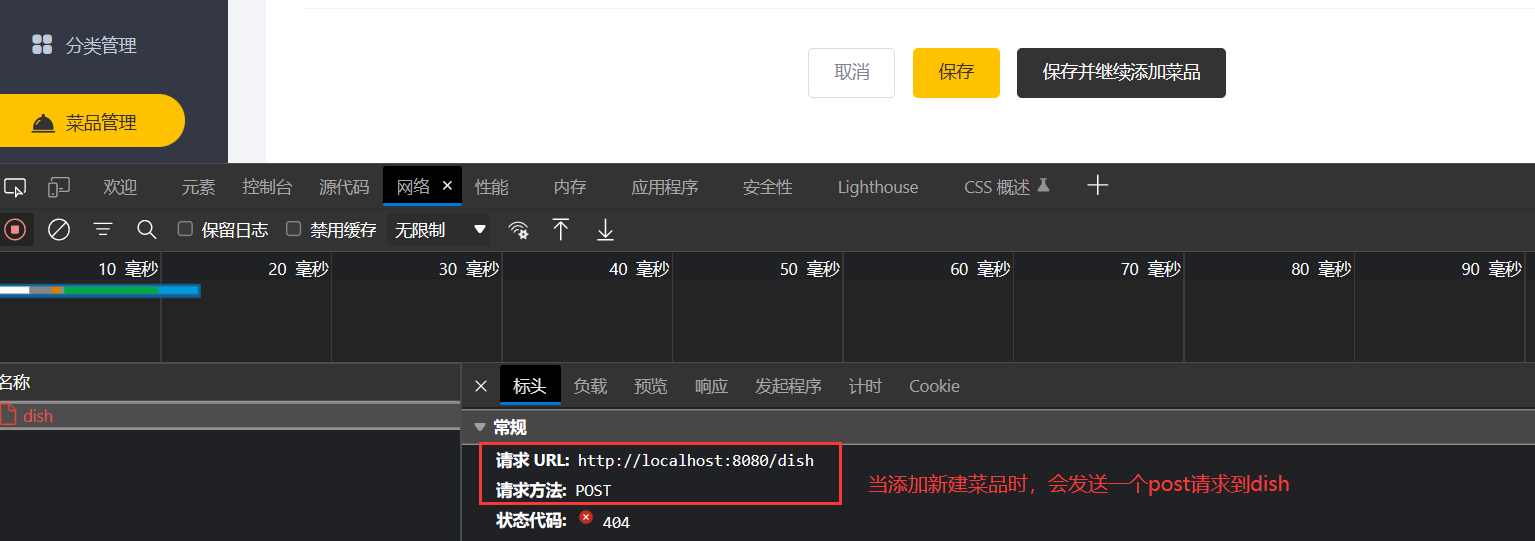 分类管理
取消
保存
保存并继续添加菜品
菜品管理
欢迎
元素
控制台
源代码
网络
性能
内存
应用程序
安全性
Lighthouse
CSS 概述
保留日志
禁用缓存
无限制
10 毫秒
20 毫秒
30 毫秒
40 毫秒
50 毫秒
60 毫秒
70 毫秒
80 毫秒
90 毫秒
名称
标头
负载
预览
响应
发起程序
计时
Cookie
dish
常规
请求 URL: http://localhost:8080/dish
请求方法: POST
当添加新建菜品时，会发送一个post请求到dish
状态代码: 404